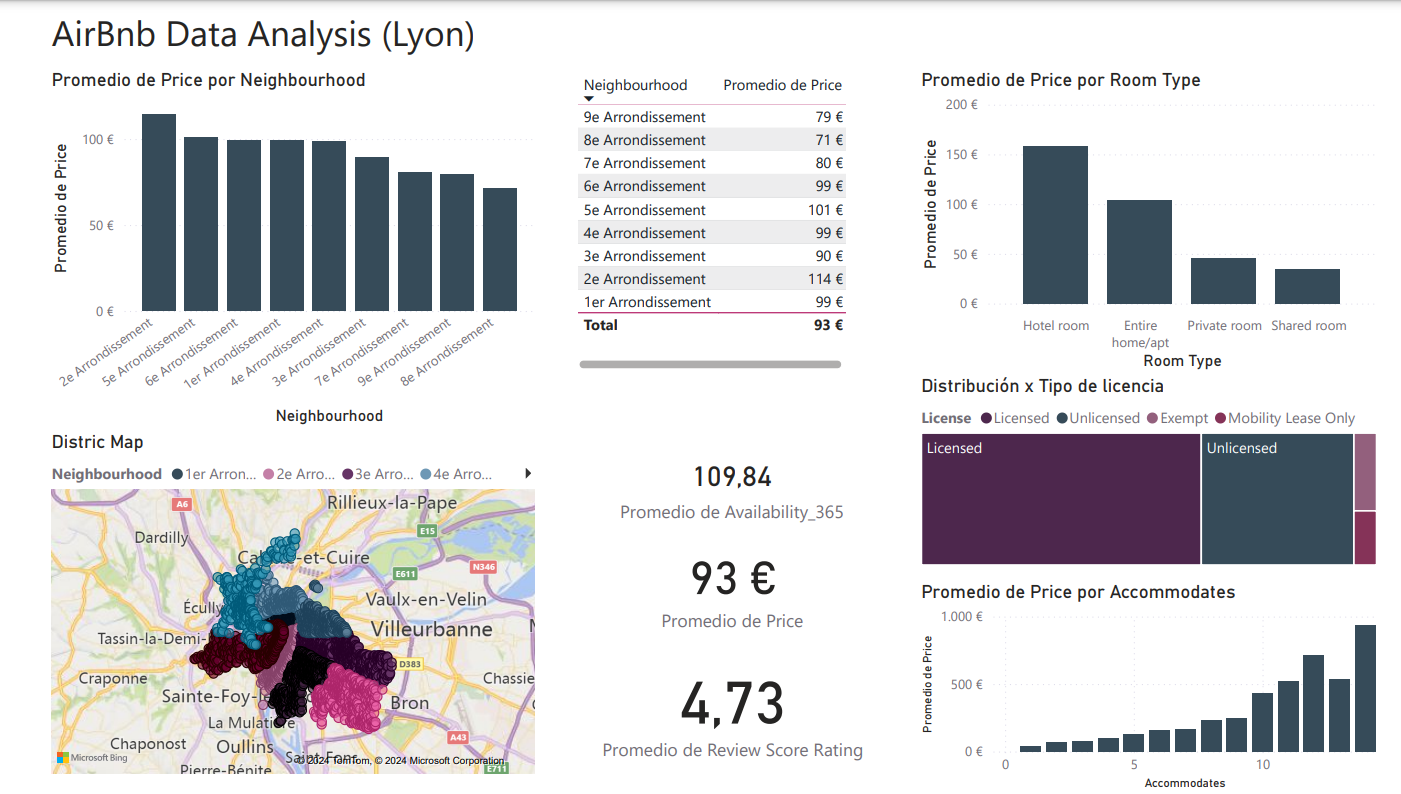 AirBnb Data Analysis (Lyon)
Promedio de Price por Neighbourhood
Promedio de Price
100 €
50 €
0 €
2e Arrondissement
5e Arrondissement
6e Arrondissement
1er Arrondissement
4e Arrondissement
3e Arrondissement
7e Arrondissement
9e Arrondissement
8e Arrondissement
Neighbourhood
Neighbourhood Promedio de Price
9e Arrondissement 79 €
8e Arrondissement 71 €
7e Arrondissement 80 €
6e Arrondissement 99 €
5e Arrondissement 101 €
4e Arrondissement 99 €
3e Arrondissement 90 €
2e Arrondissement 114 €
1er Arrondissement 99 €
Total 93 €
Promedio de Price por Room Type
Promedio de Price
200 €
150 €
100 €
50 €
0 €
Hotel room
Entire
home/apt
Private room
Shared room
Room Type
Distric Map
Neighbourhood 1er Arron... 2e Arro... 3e Arro... 4e Arro...
A6
Rillieux-la-Pape
Dardilly
E15
-et-Cuire
N346
E611
Écully
Vaulx-en-Velin
Tassin-la-Demi-
Villeurbanne
D383
Craponne
Chassie
Sainte-Foy-l
Bron
La Mulatière
A43
Chaponost
Oullins
Microsoft Bing
© 2024 TomTom, © 2024 Microsoft Corporation
Pierre-Bénite
E711
109,84
Promedio de Availability_365
93 €
Promedio de Price
4,73
Promedio de Review Score Rating
Distribución x Tipo de licencia
License Licensed Unlicensed Exempt Mobility Lease Only
Licensed
Unlicensed
Promedio de Price por Accommodates
Promedio de Price
1.000 €
500 €
0 €
0 5 10
Accommodates